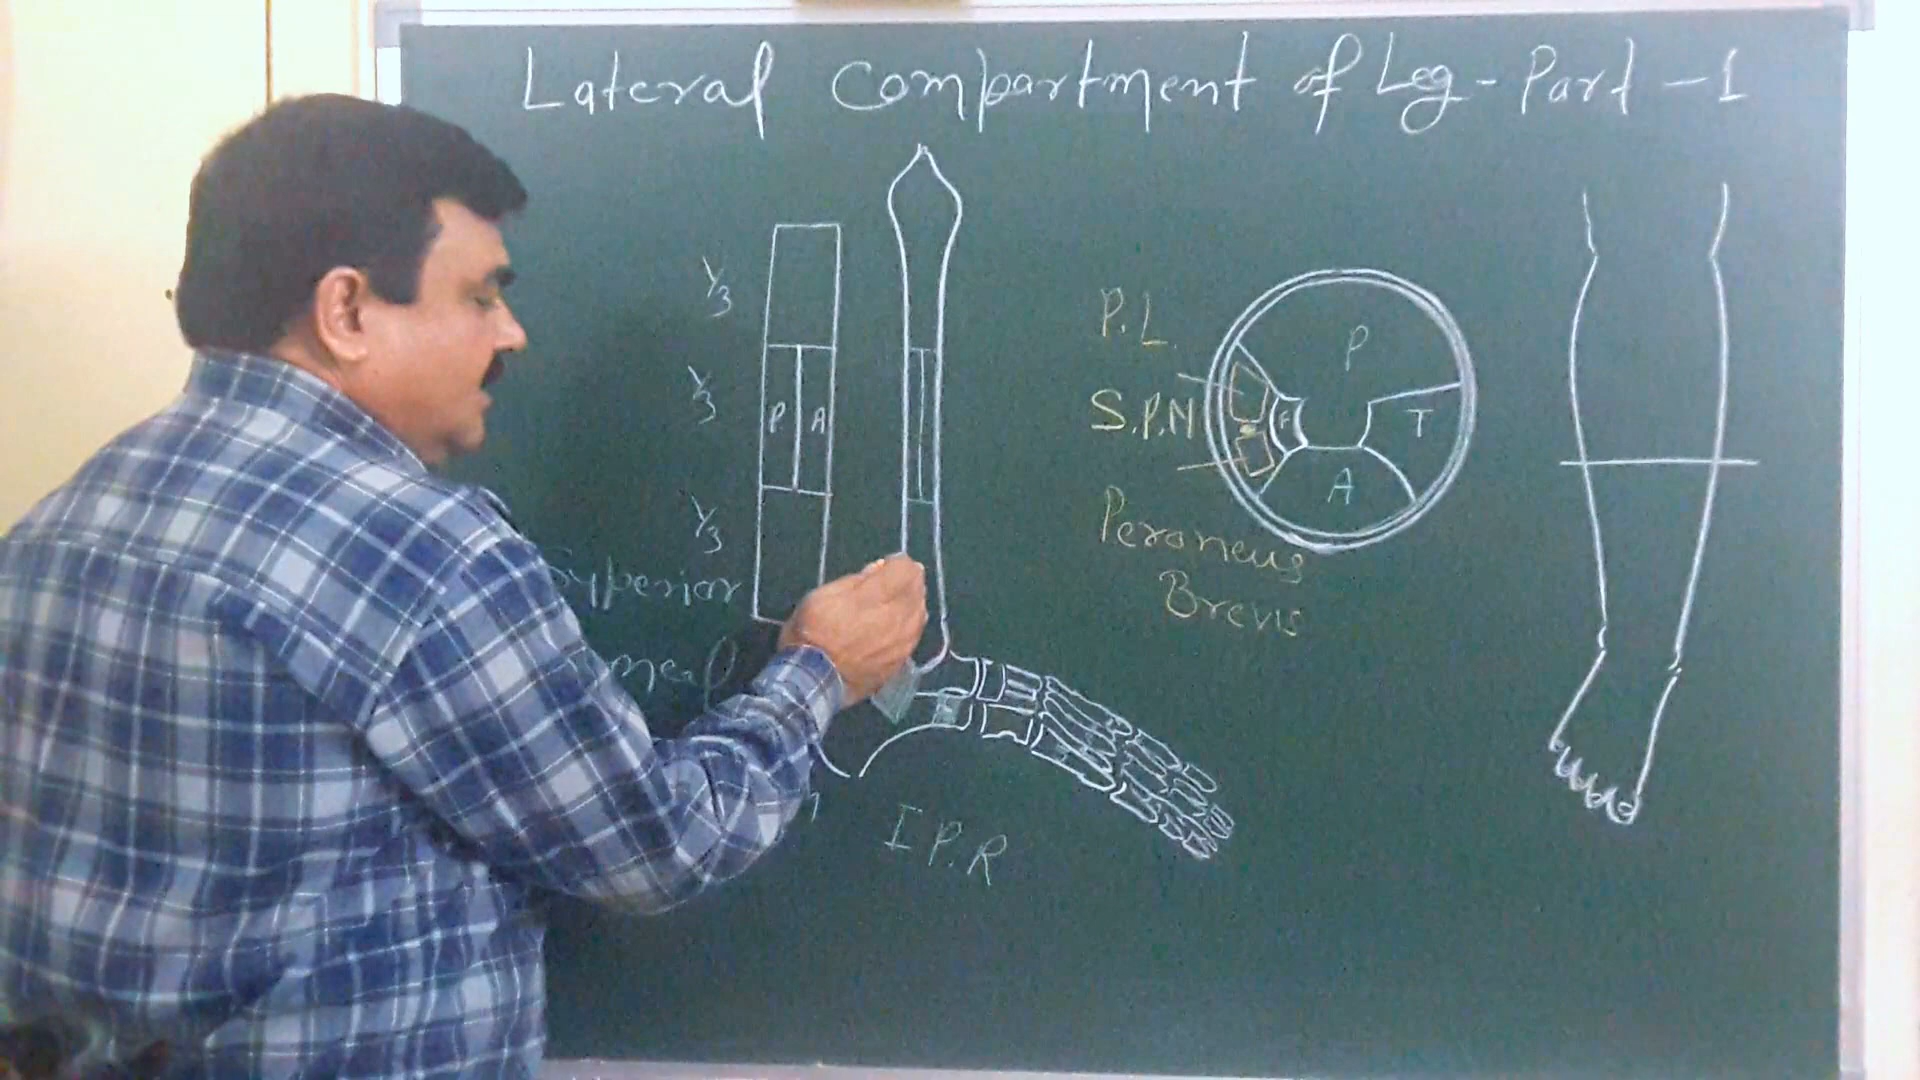 Lateral Compartment of Leg - Part - 1
1/3
1/3
P. A
1/3
Superior
I P. R
P. L.
S. P. N
Peroneus
Brevis
P
F
T
A